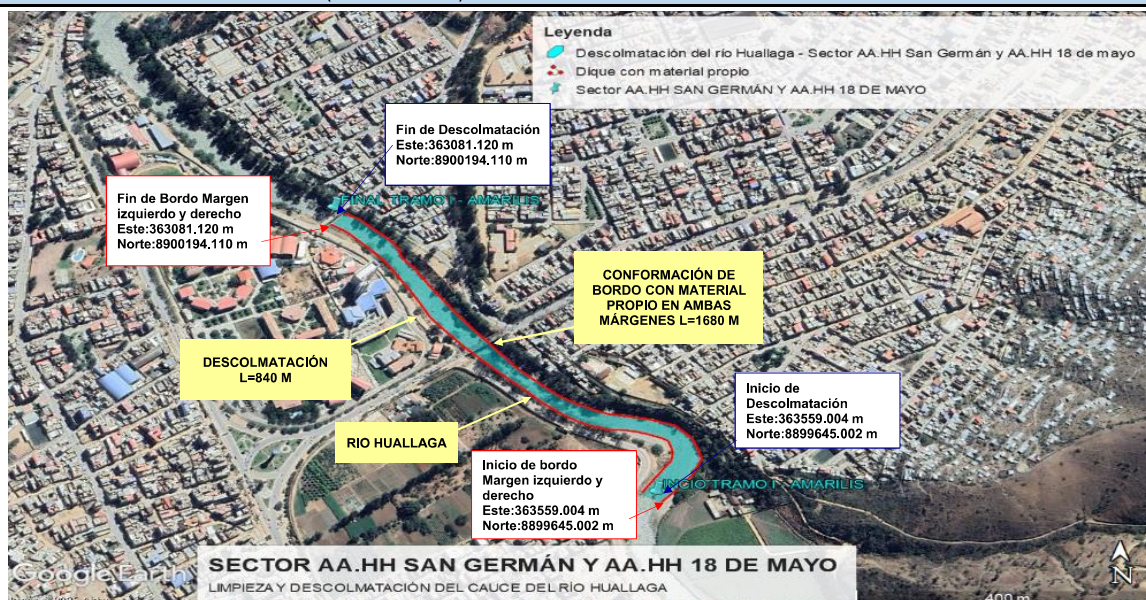 Leyenda
Descolmatación del río Huallaga - Sector AA.HH San Germán y AA.HH 18 de mayo
Dique con material propio
Sector AA.HH SAN GERMÁN Y AA.HH 18 DE MAYO
Fin de Descolmatación
Este:363081.120 m
Norte:8900194.110 m
Fin de Bordo Margen
izquierdo y derecho
Este:363081.120 m
Norte:8900194.110 m
FINAL TRAMO I - AMARILIS
CONFORMACIÓN DE
BORDO CON MATERIAL
PROPIO EN AMBAS
MÁRGENES L=1680 M
DESCOLMATACIÓN
L=840 M
Inicio de
Descolmatación
Este:363559.004 m
Norte:8899645.002 m
RIO HUALLAGA
Inicio de bordo
Margen izquierdo y
derecho
Este:363559.004 m
Norte:8899645.002 m
INCIO TRAMO I - AMARILIS
SECTOR AA.HH SAN GERMÁN Y AA.HH 18 DE MAYO
LIMPIEZA Y DESCOLMATACIÓN DEL CAUCE DEL RÍO HUALLAGA
Google Earth
N
400 m